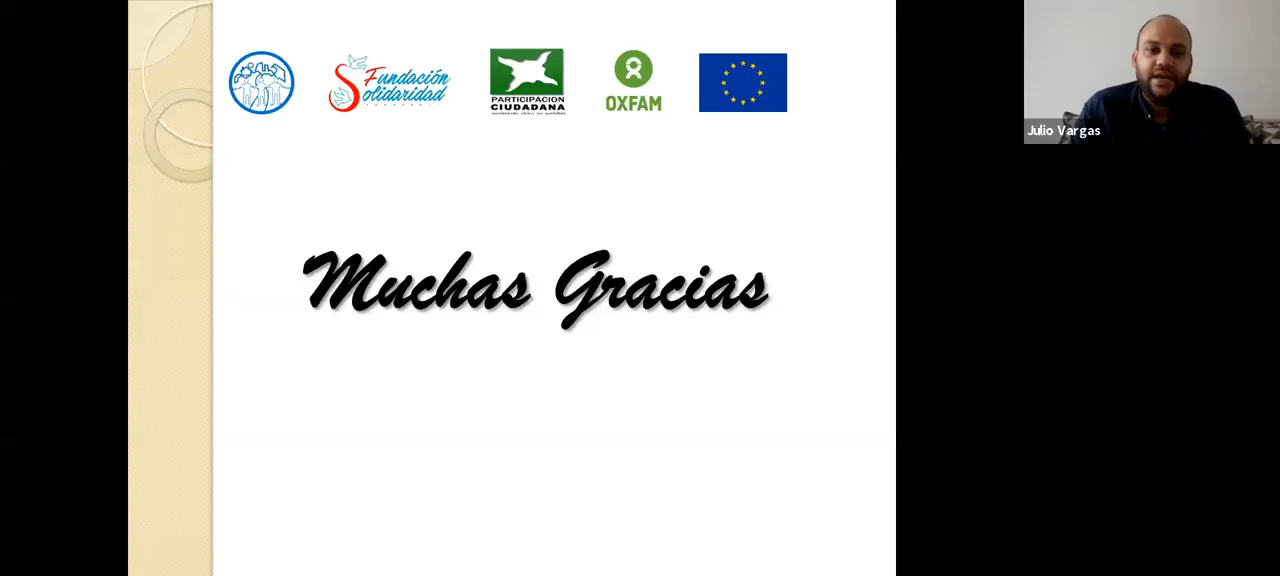 Fundación
Solidaridad
PARTICIPACION
CIUDADANA
OXFAM
Julio Vargas
Muchas Gracias